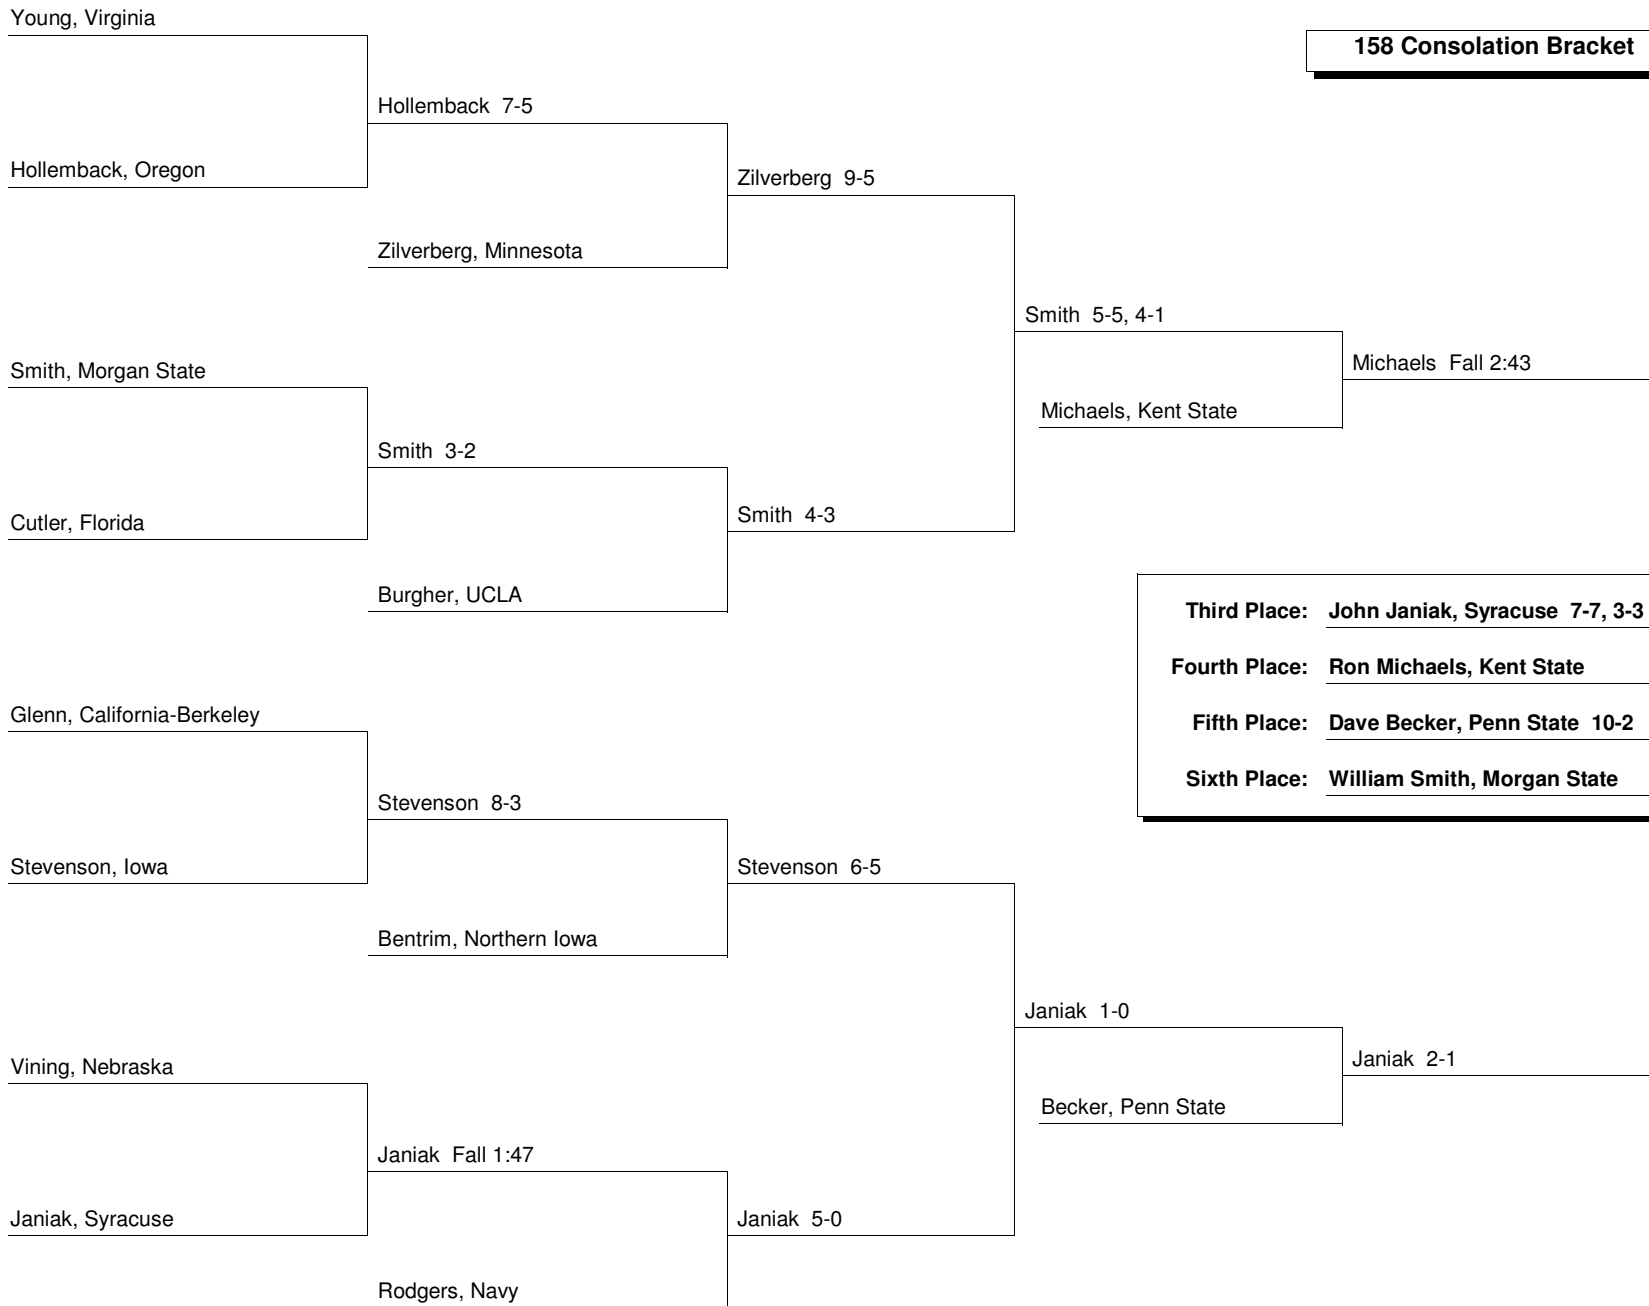 Young, Virginia
158 Consolation Bracket
Hollemback 7-5
Hollemback, Oregon
Zilverberg 9-5
Zilverberg, Minnesota
Smith 5-5, 4-1
Smith, Morgan State
Michaels Fall 2:43
Michaels, Kent State
Smith 3-2
Cutler, Florida
Smith 4-3
Burgher, UCLA
Third Place: John Janiak, Syracuse 7-7, 3-3
Fourth Place: Ron Michaels, Kent State
Fifth Place: Dave Becker, Penn State 10-2
Sixth Place: William Smith, Morgan State
Glenn, California-Berkeley
Stevenson 8-3
Stevenson, Iowa
Stevenson 6-5
Bentrim, Northern Iowa
Janiak 1-0
Vining, Nebraska
Janiak 2-1
Becker, Penn State
Janiak Fall 1:47
Janiak, Syracuse
Janiak 5-0
Rodgers, Navy